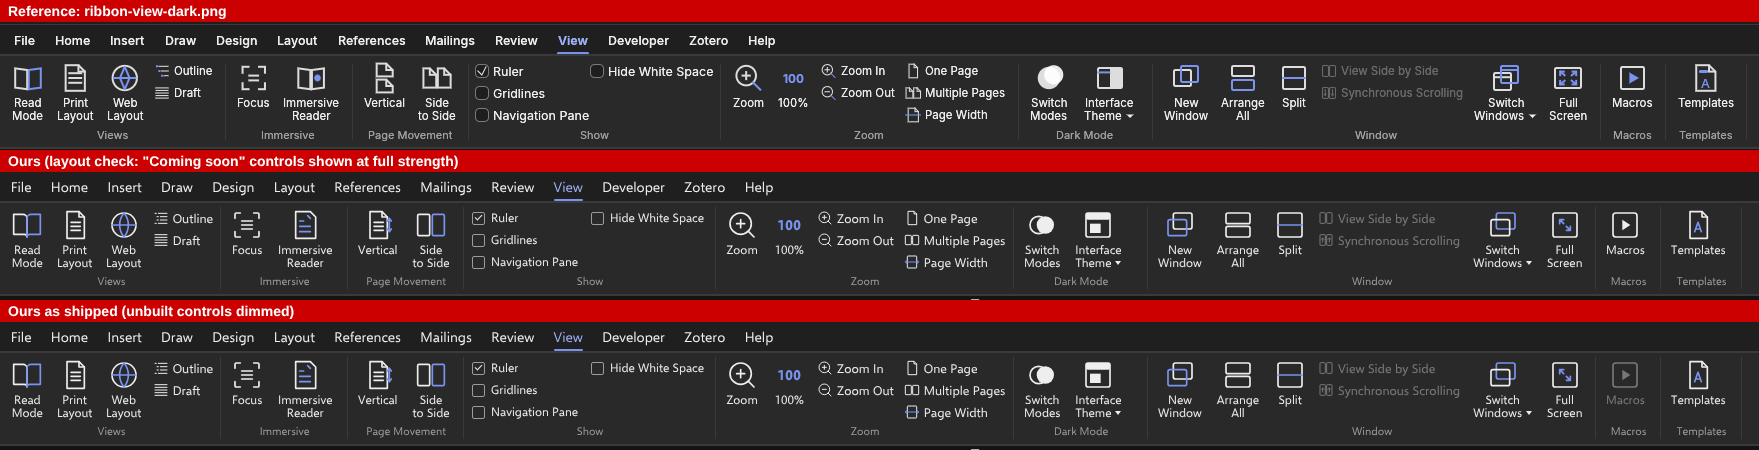 Reference: ribbon-view-dark.png
File Home Insert Draw Design Layout References Mailings Review View Developer Zotero Help
Read Mode Print Layout Web Layout Outline Draft Focus Immersive Reader Vertical Side to Side Ruler Gridlines Navigation Pane Hide White Space Zoom 100 100% Zoom In Zoom Out One Page Multiple Pages Page Width Switch Modes Interface Theme New Window Arrange All Split View Side by Side Synchronous Scrolling Switch Windows Full Screen Macros A Templates
Views Immersive Page Movement Show Zoom Dark Mode Window Macros Templates
Ours (layout check: "Coming soon" controls shown at full strength)
File Home Insert Draw Design Layout References Mailings Review View Developer Zotero Help
Read Mode Print Layout Web Layout Outline Draft Focus Immersive Reader Vertical Side to Side Ruler Gridlines Navigation Pane Hide White Space Zoom 100 100% Zoom In Zoom Out One Page Multiple Pages Page Width Switch Modes Interface Theme New Window Arrange All Split View Side by Side Synchronous Scrolling Switch Windows Full Screen Macros A Templates
Views Immersive Page Movement Show Zoom Dark Mode Window Macros Templates
Ours as shipped (unbuilt controls dimmed)
File Home Insert Draw Design Layout References Mailings Review View Developer Zotero Help
Read Mode Print Layout Web Layout Outline Draft Focus Immersive Reader Vertical Side to Side Ruler Gridlines Navigation Pane Hide White Space Zoom 100 100% Zoom In Zoom Out One Page Multiple Pages Page Width Switch Modes Interface Theme New Window Arrange All Split View Side by Side Synchronous Scrolling Switch Windows Full Screen Macros A Templates
Views Immersive Page Movement Show Zoom Dark Mode Window Macros Templates